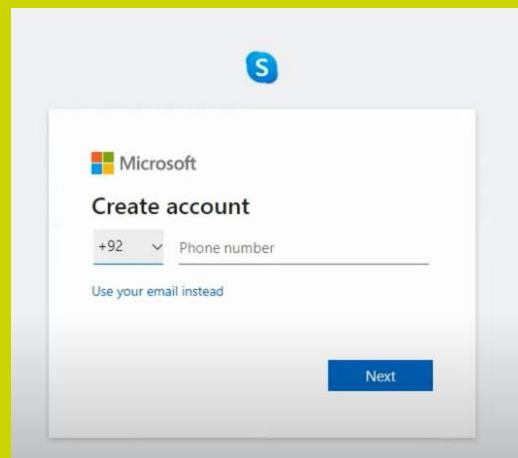 S
Microsoft
Create account
+92 Phone number
Use your email instead
Next